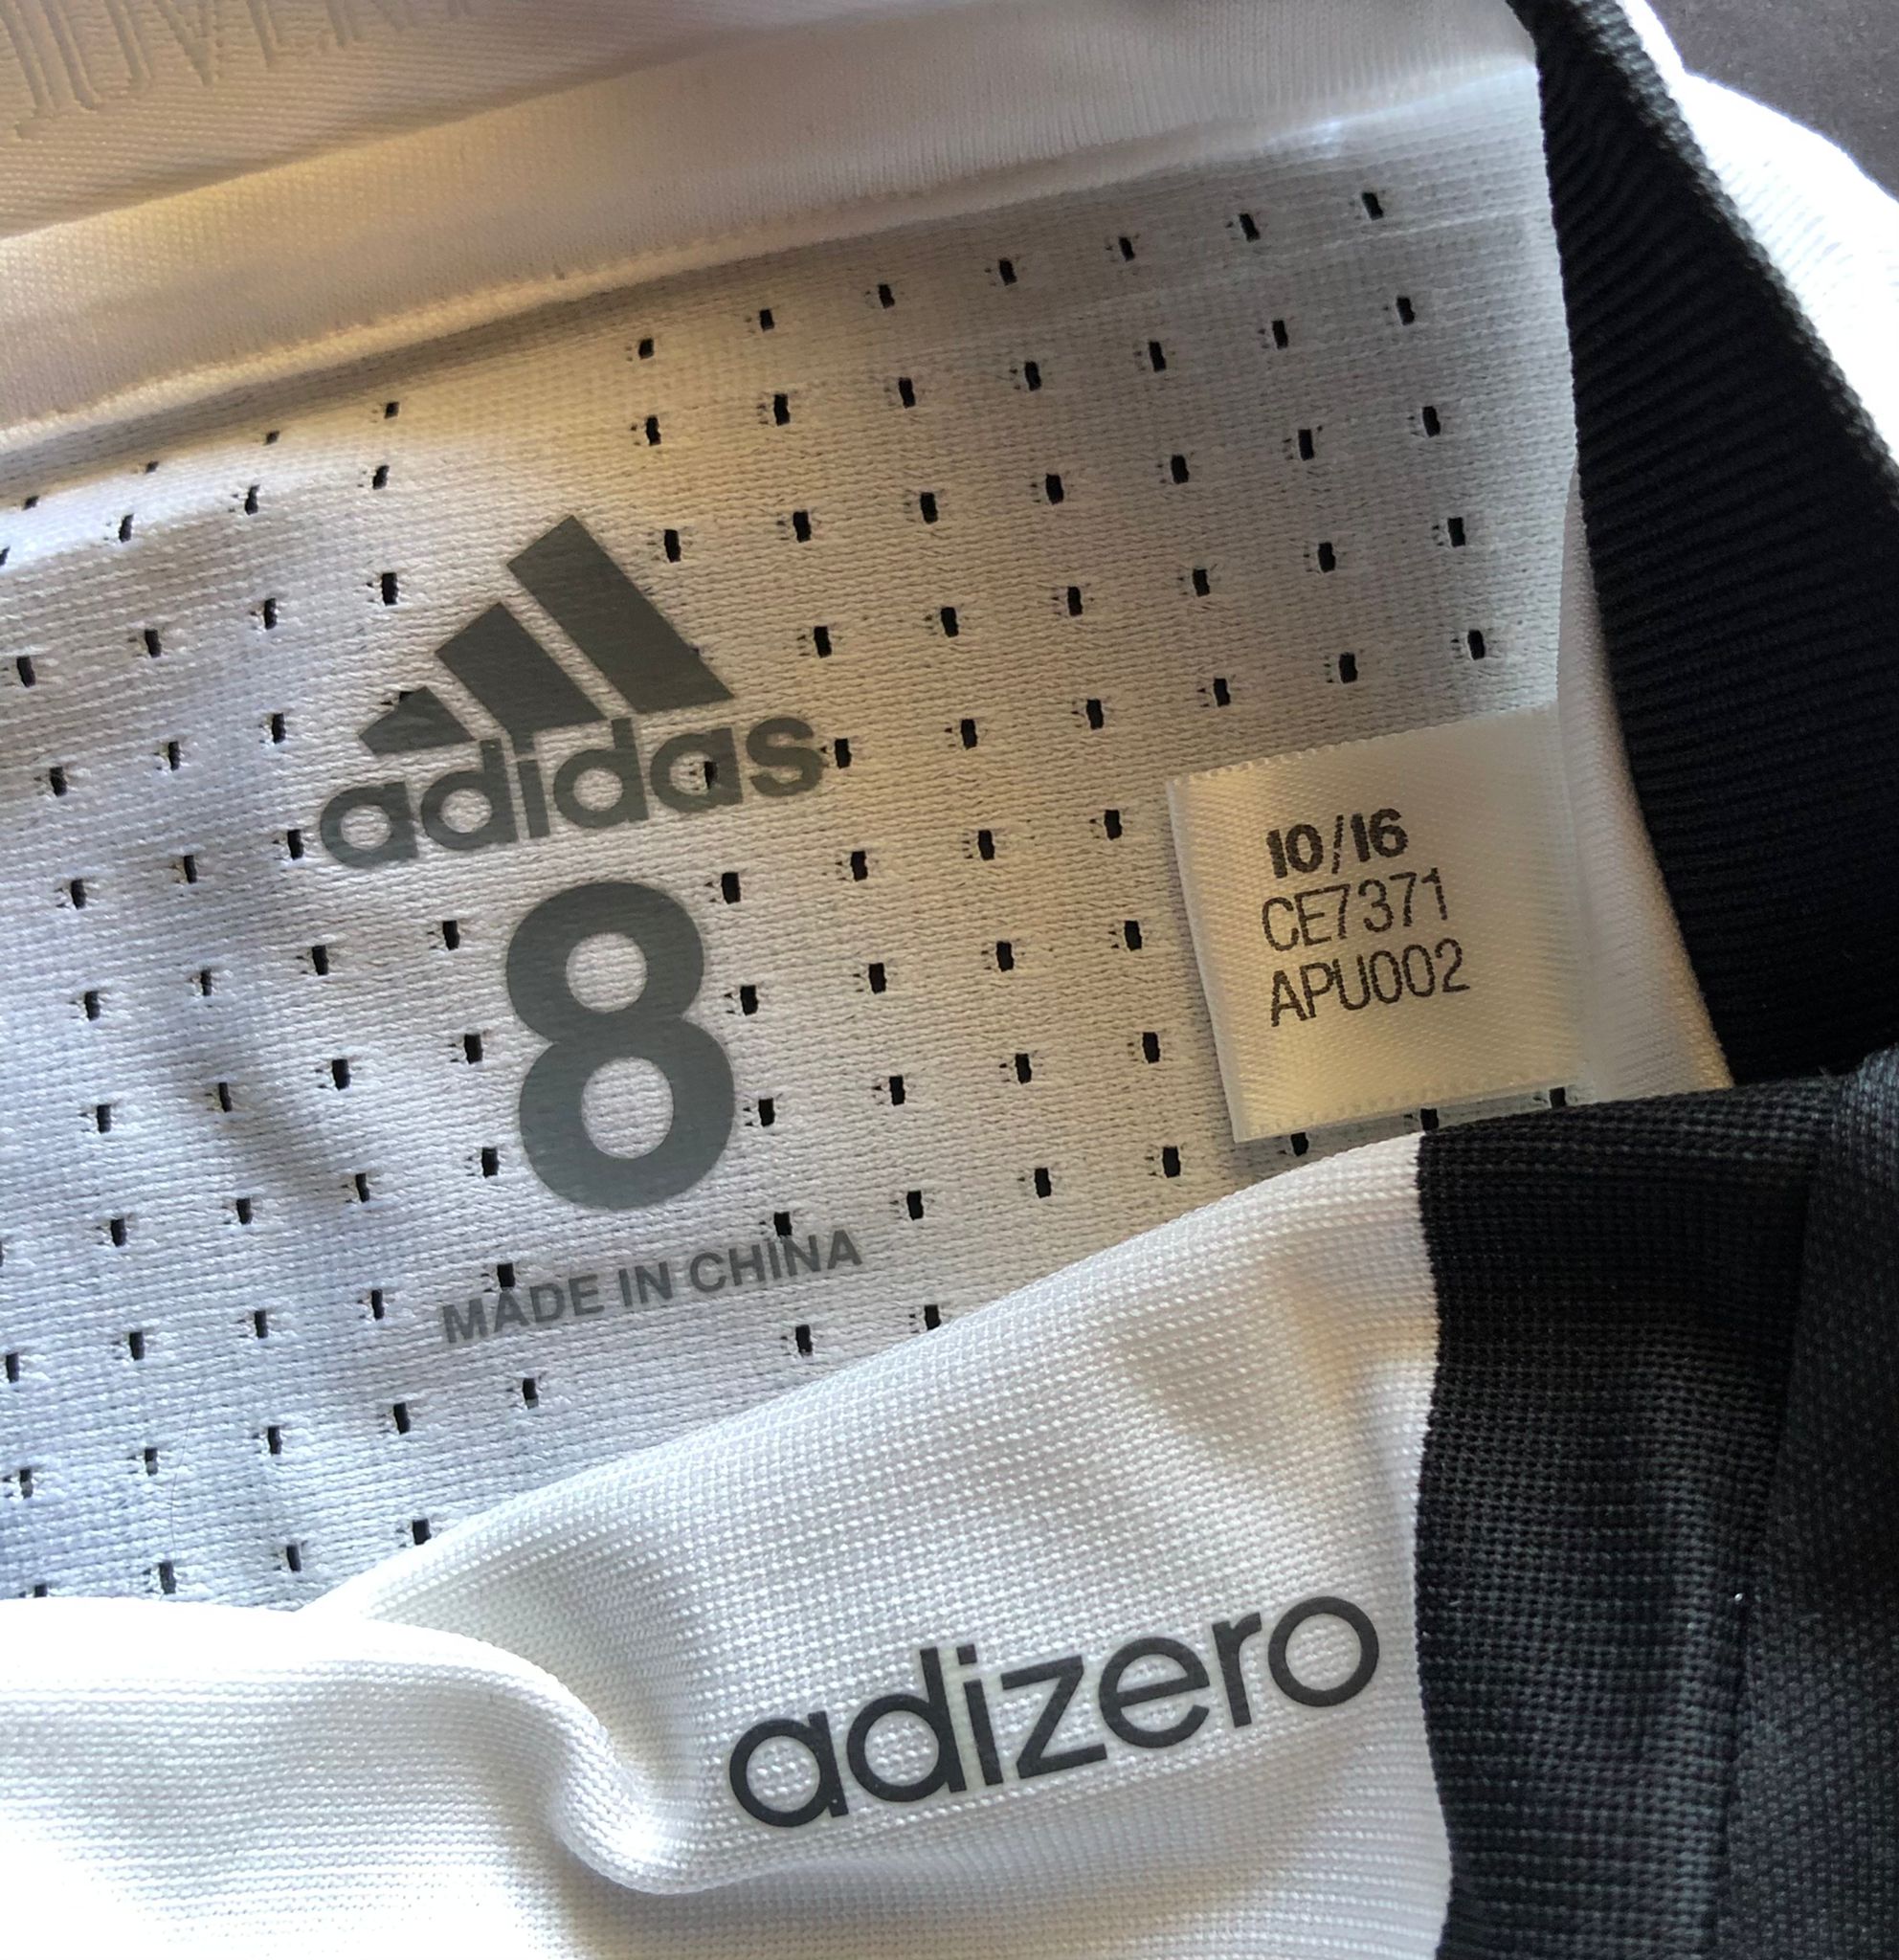 adidas
8
MADE IN CHINA
10/16
CE7371
APU002
adizero